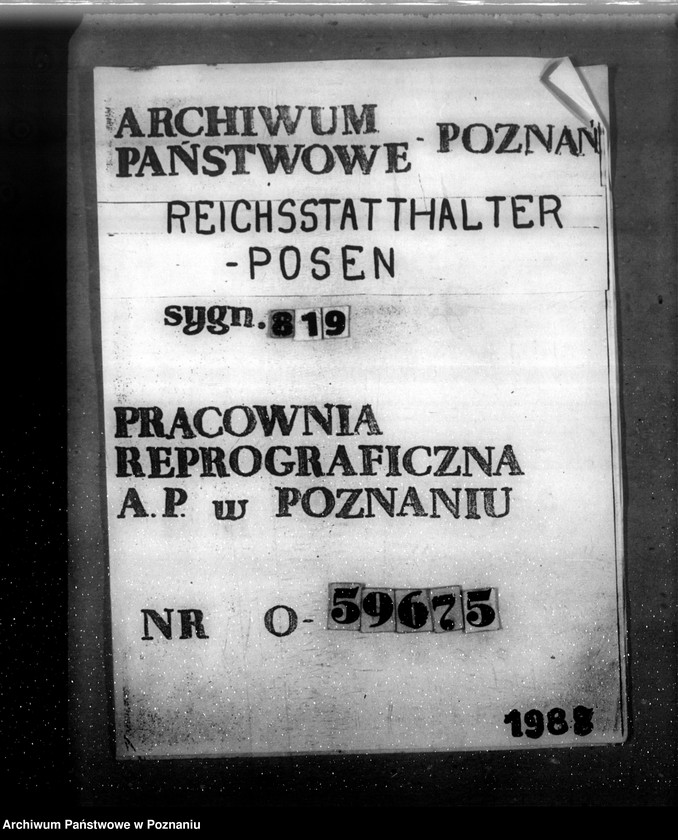 ARCHIWUM
PAŃSTWOWE - POZNAŃ
REICHSSTATTHALTER
-POSEN
sygn. 819
PRACOWNIA
REPROGRAFICZNA
A.P. w POZNANIU
NR O-59675
1988
Archiwum Państwowe w Poznaniu